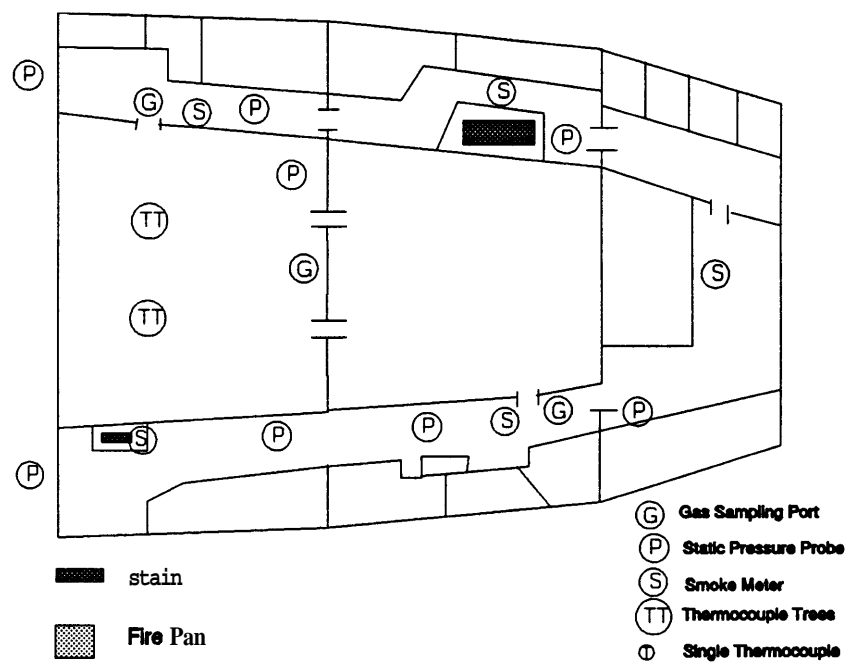 P
G
S
P
S
P
P
TT
G
S
TT
S
P
P
S
G
P
P
stain
Fire Pan
G Gas Sampling Port
P Static Pressure Probe
S Smoke Meter
TT Thermocouple Trees
T Single Thermocouple